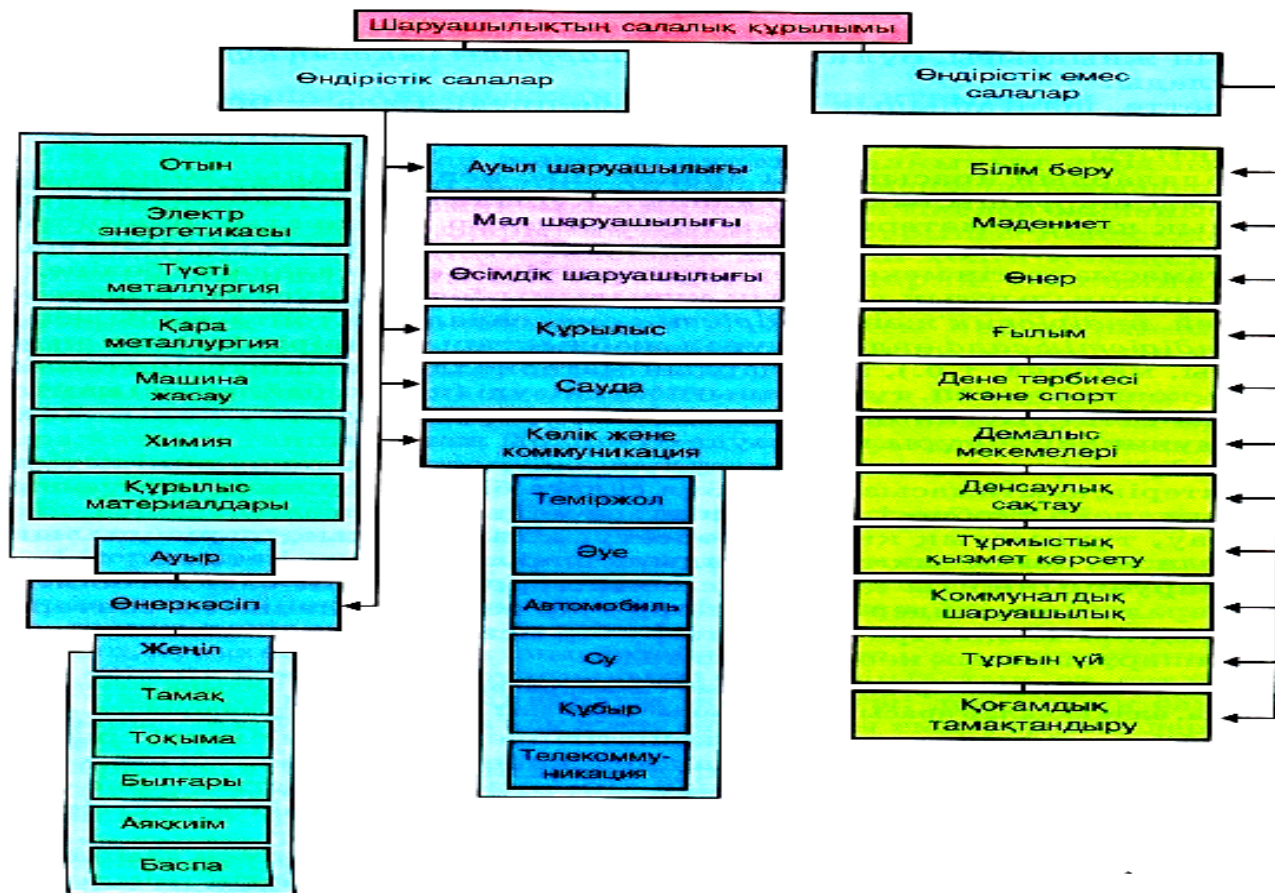 Шаруашылықтың салалық құрылымы
Өндірістік салалар
Өндірістік емес
салалар
Отын
Электр
энергетикасы
Түсті
металлургия
Қара
металлургия
Машина
жасау
Химия
Құрылыс
материалдары
Ауыр
Өнеркәсіп
Жеңіл
Тамақ
Тоқыма
Былғары
Аяқкиім
Баспа
Ауыл шаруашылығы
Мал шаруашылығы
Өсімдік шаруашылығы
Құрылыс
Сауда
Көлік және
коммуникация
Теміржол
Әуе
Автомобиль
Су
Құбыр
Телекомму-
никация
Білім беру
Мәдениет
Өнер
Ғылым
Дене тәрбиесі
және спорт
Демалыс
мекемелері
Денсаулық
сақтау
Тұрмыстық
қызмет көрсету
Коммуналдық
шаруашылық
Тұрғын үй
Қоғамдық
тамақтандыру